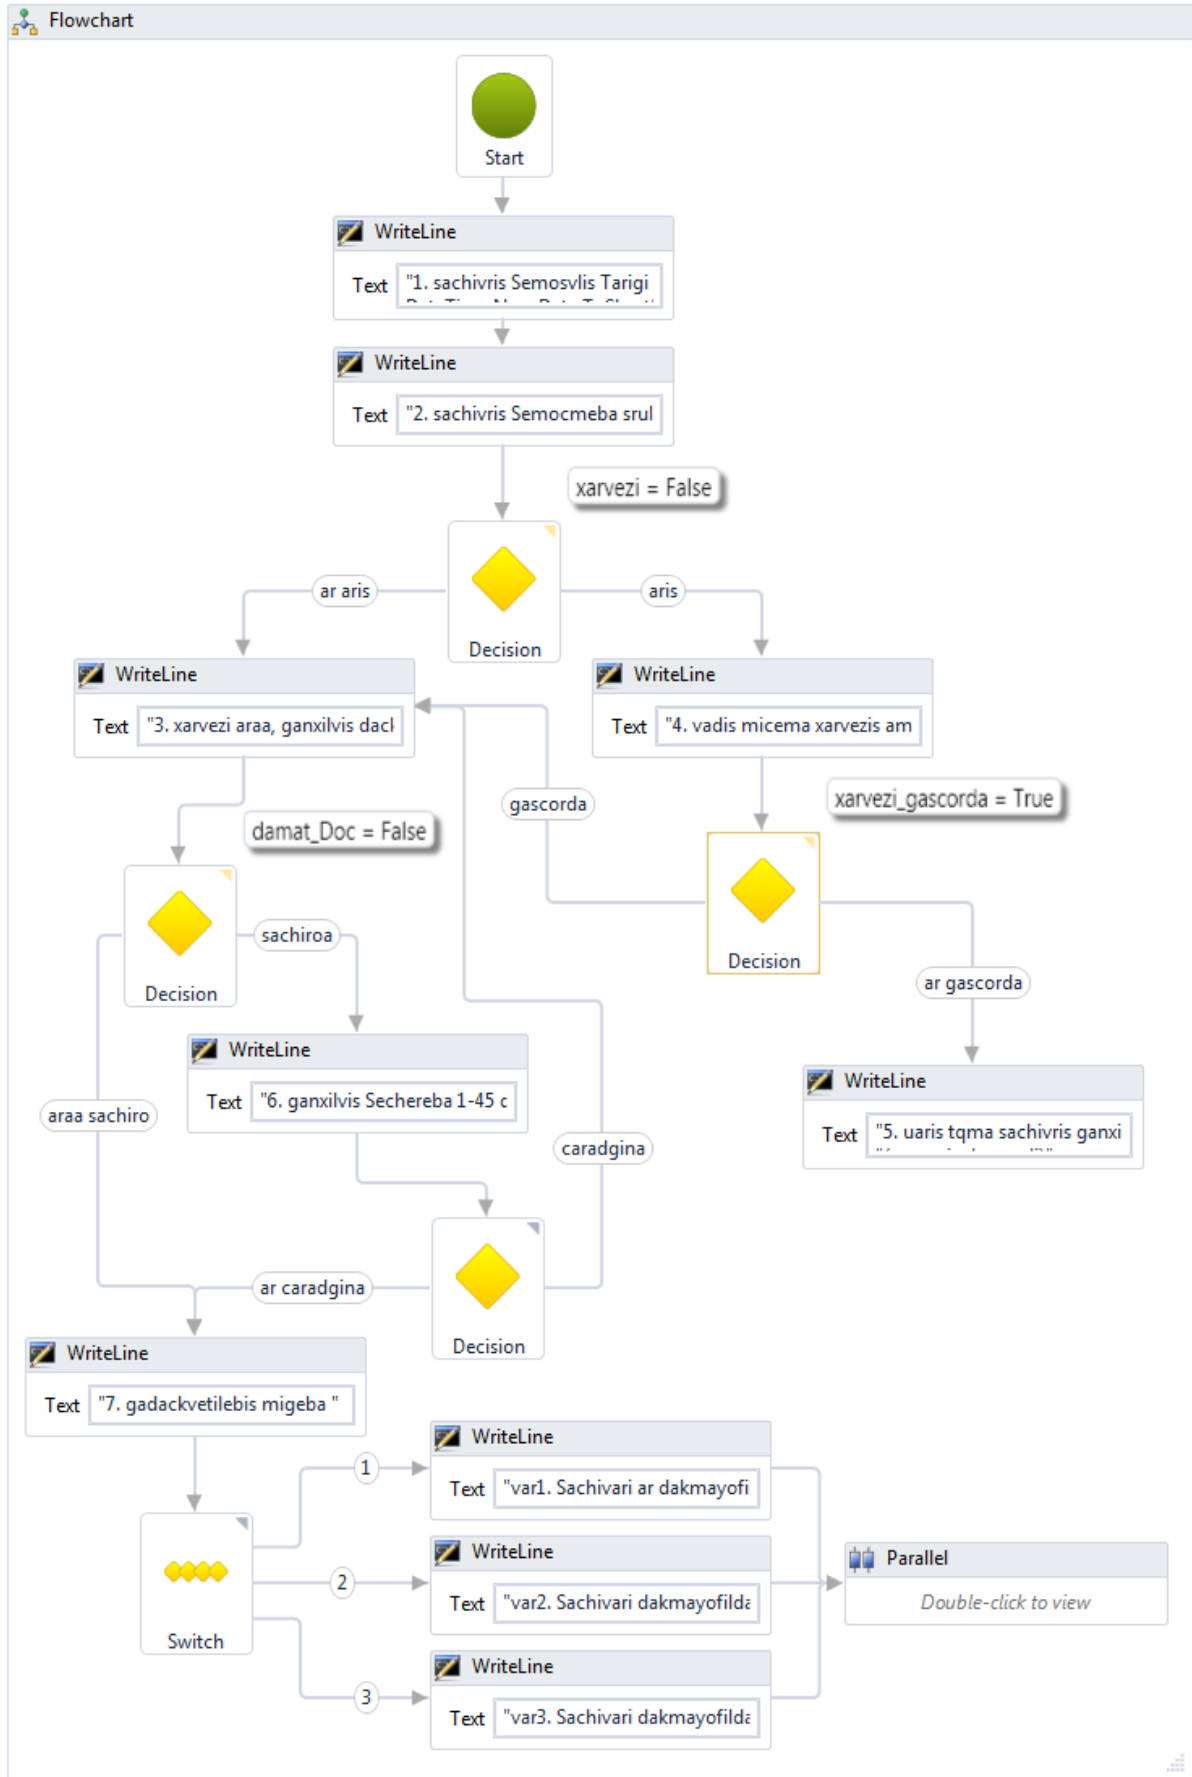 Flowchart
Start
WriteLine
Text
"1. sachivris Semosvlis Tarigi
WriteLine
Text
"2. sachivris Semocmeba srul
xarvezi = False
ar aris
aris
Decision
WriteLine
Text
"3. xarvezi araa, ganxilvis dack
WriteLine
Text
"4. vadis micema xarvezis am
gascorda
xarvezi_gascorda = True
damat_Doc = False
sachiroa
Decision
Decision
ar gascorda
WriteLine
Text
"6. ganxilvis Sechereba 1-45 c
araa sachiro
WriteLine
Text
"5. uaris tqma sachivris ganxi
caradgina
ar caradgina
Decision
WriteLine
Text
"7. gadackvetilebis migeba "
1
WriteLine
Text
"var1. Sachivari ar dakmayofi
Switch
2
WriteLine
Text
"var2. Sachivari dakmayofilda
Parallel
Double-click to view
3
WriteLine
Text
"var3. Sachivari dakmayofilda